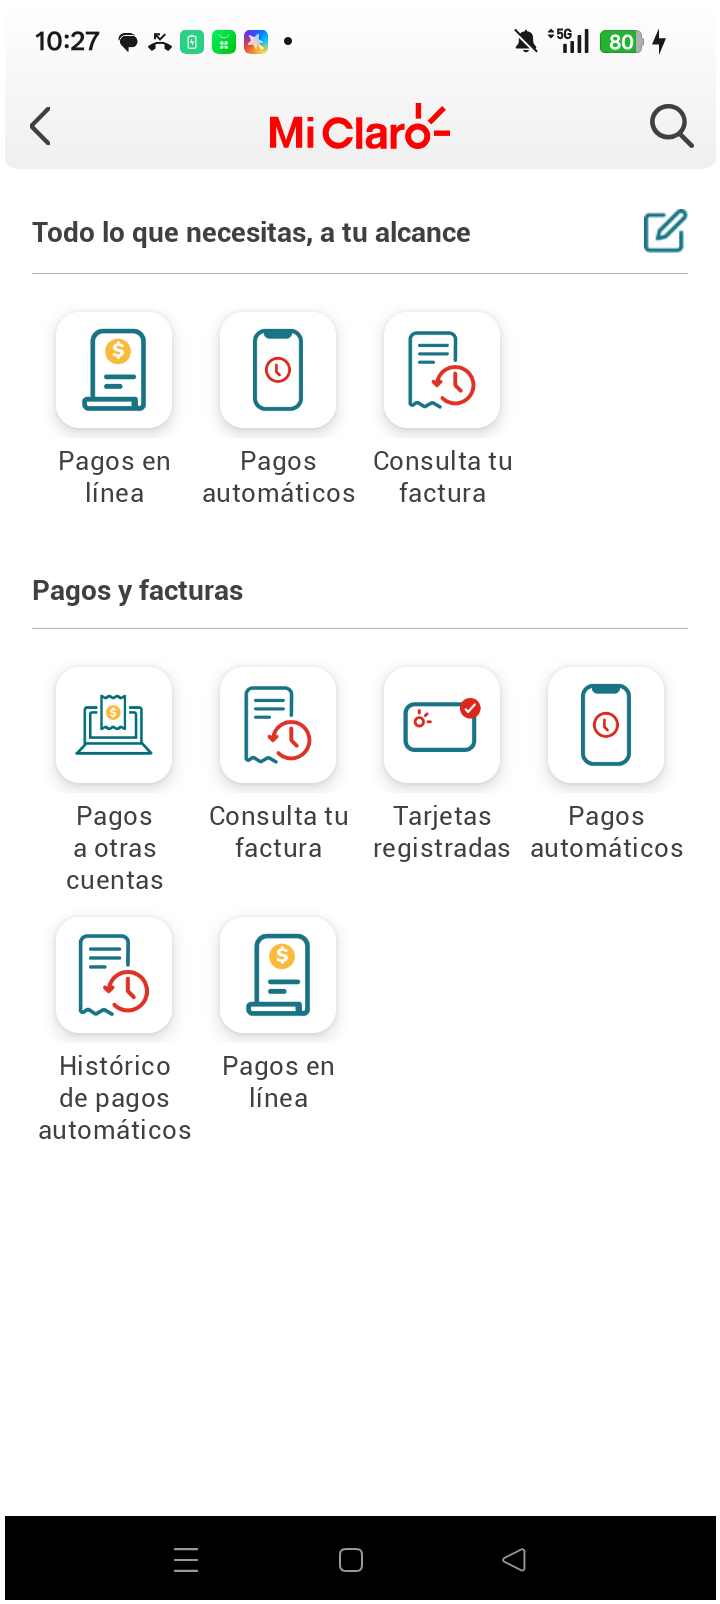 10:27
5G
80
Mi Claro
Todo lo que necesitas, a tu alcance
$
Pagos en
línea
Pagos
automáticos
Consulta tu
factura
Pagos y facturas
$
Pagos
a otras
cuentas
Consulta tu
factura
Tarjetas
registradas
Pagos
automáticos
$
Histórico
de pagos
automáticos
Pagos en
línea